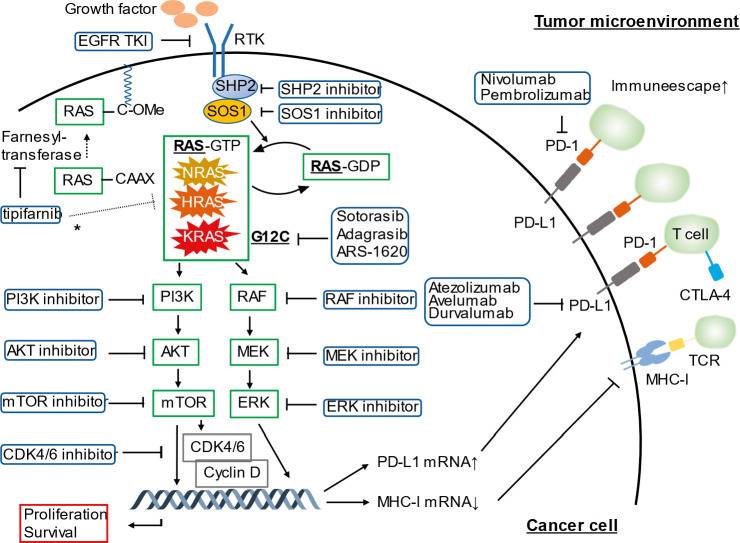 Growth factor
Tumor microenvironment
EGFR TKI
RTK
SHP2
SHP2 inhibitor
SOS1
SOS1 inhibitor
Nivolumab
Pembrolizumab
Immuneescape↑
RAS
C-OMe
Farnesyl-
transferase
RAS
CAAX
tipifarnib
*
RAS-GTP
NRAS
HRAS
KRAS
RAS-GDP
G12C
Sotorasib
Adagrasib
ARS-1620
PD-1
PD-L1
PD-1
T cell
CTLA-4
PD-L1
Atezolizumab
Avelumab
Durvalumab
PI3K inhibitor
PI3K
RAF
RAF inhibitor
AKT inhibitor
AKT
MEK
MEK inhibitor
TCR
MHC-I
mTOR inhibitor
mTOR
ERK
ERK inhibitor
CDK4/6 inhibitor
CDK4/6
Cyclin D
PD-L1 mRNA↑
MHC-I mRNA↓
Proliferation
Survival
Cancer cell